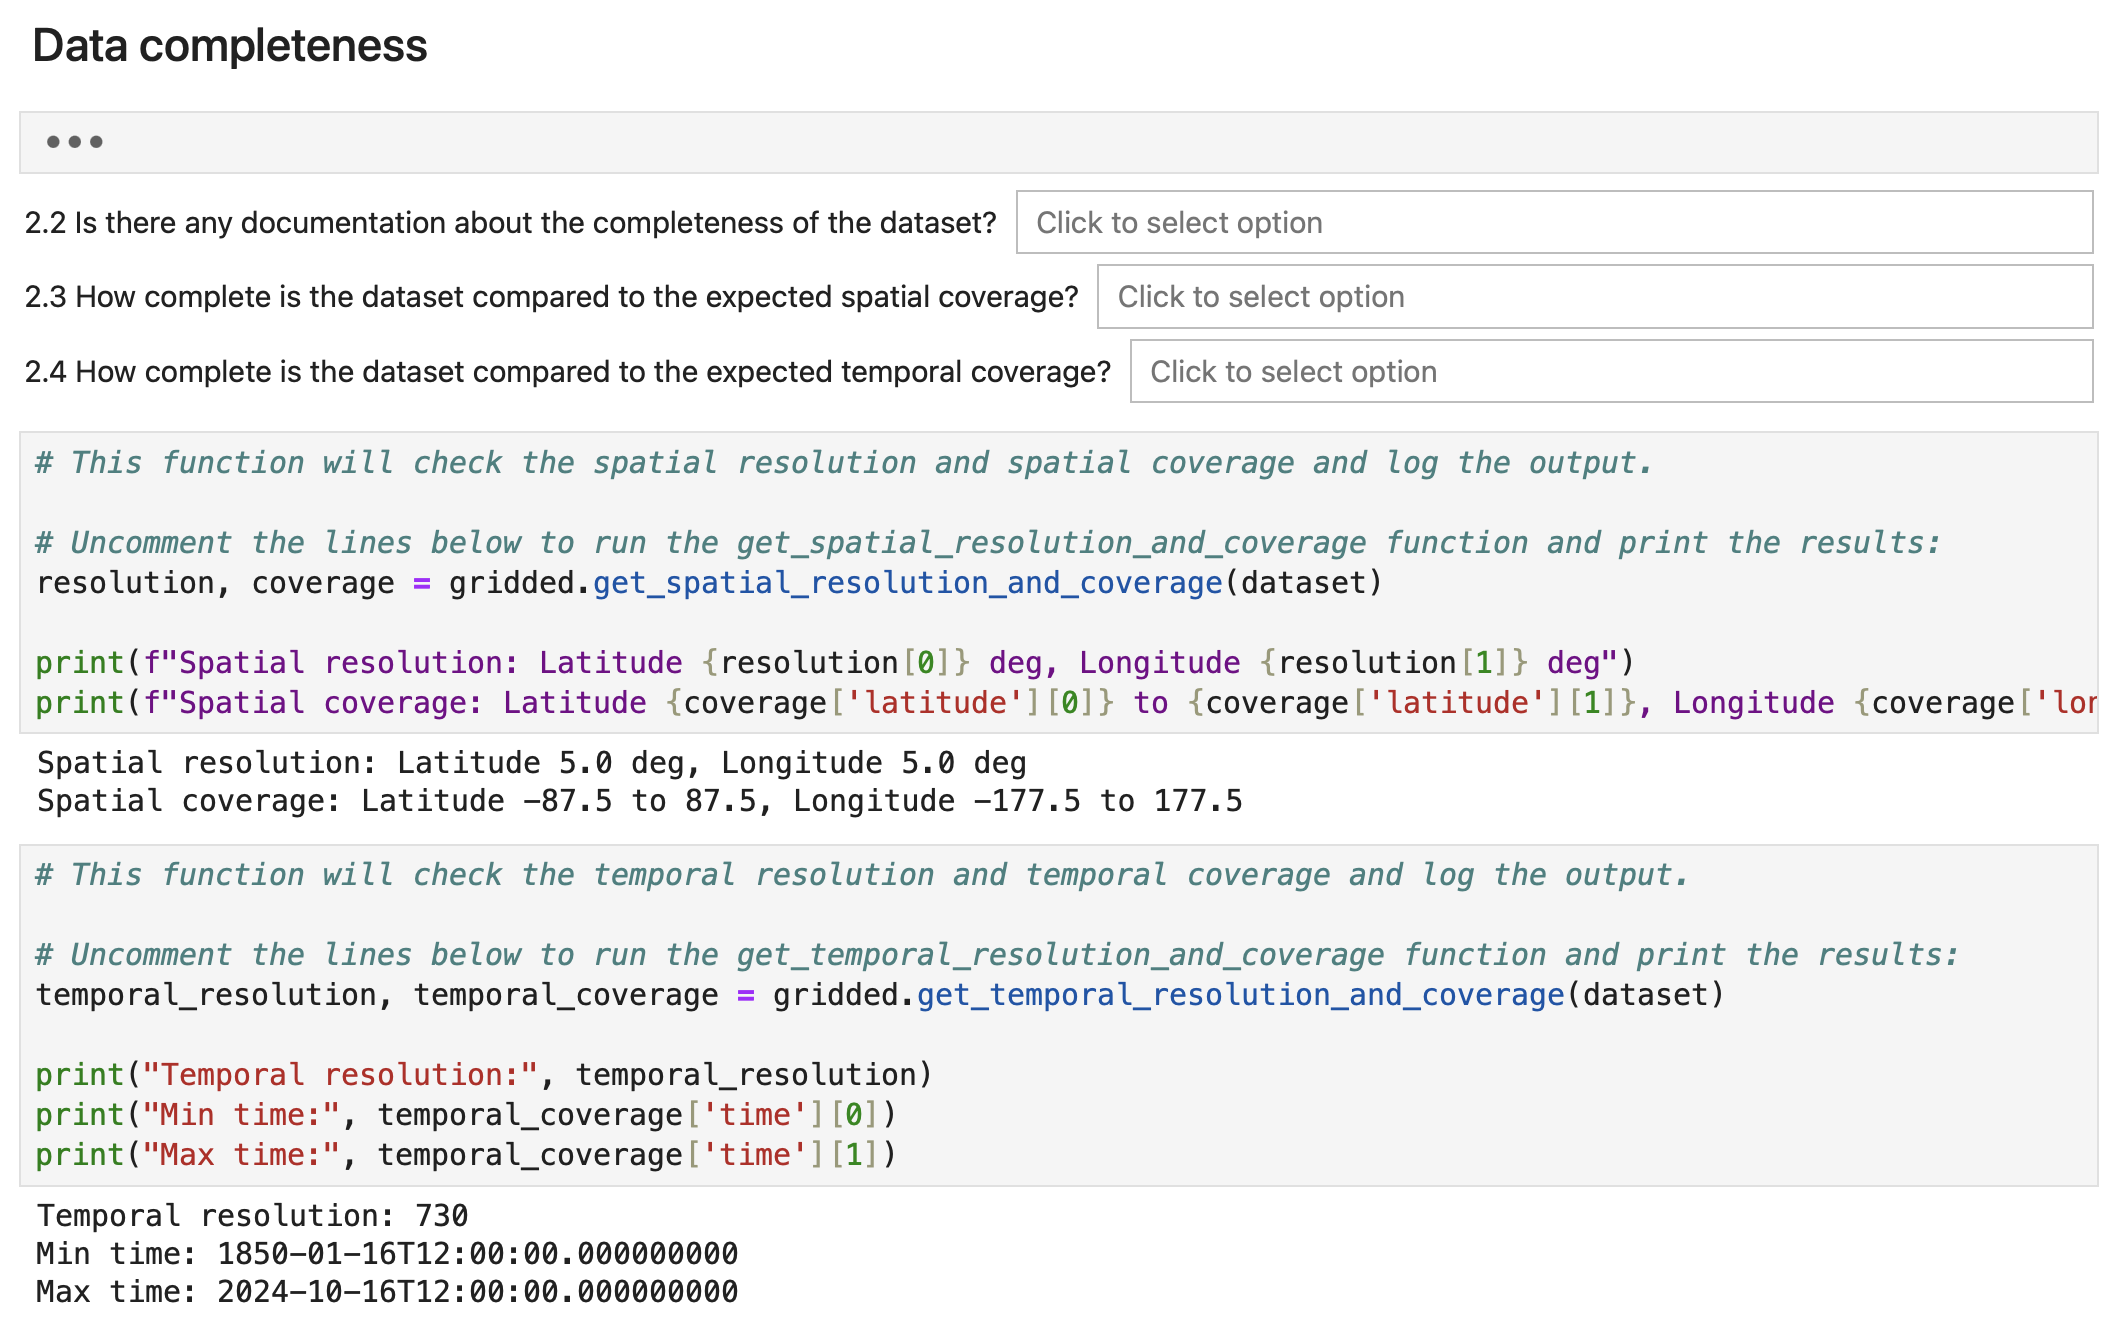 Data completeness
2.2 Is there any documentation about the completeness of the dataset? Click to select option
2.3 How complete is the dataset compared to the expected spatial coverage? Click to select option
2.4 How complete is the dataset compared to the expected temporal coverage? Click to select option
# This function will check the spatial resolution and spatial coverage and log the output.
# Uncomment the lines below to run the get_spatial_resolution_and_coverage function and print the results:
resolution, coverage = gridded.get_spatial_resolution_and_coverage(dataset)
print(f"Spatial resolution: Latitude {resolution[0]} deg, Longitude {resolution[1]} deg")
print(f"Spatial coverage: Latitude {coverage['latitude'][0]} to {coverage['latitude'][1]}, Longitude {coverage['lon
Spatial resolution: Latitude 5.0 deg, Longitude 5.0 deg
Spatial coverage: Latitude -87.5 to 87.5, Longitude -177.5 to 177.5
# This function will check the temporal resolution and temporal coverage and log the output.
# Uncomment the lines below to run the get_temporal_resolution_and_coverage function and print the results:
temporal_resolution, temporal_coverage = gridded.get_temporal_resolution_and_coverage(dataset)
print("Temporal resolution:", temporal_resolution)
print("Min time:", temporal_coverage['time'][0])
print("Max time:", temporal_coverage['time'][1])
Temporal resolution: 730
Min time: 1850-01-16T12:00:00.000000000
Max time: 2024-10-16T12:00:00.000000000